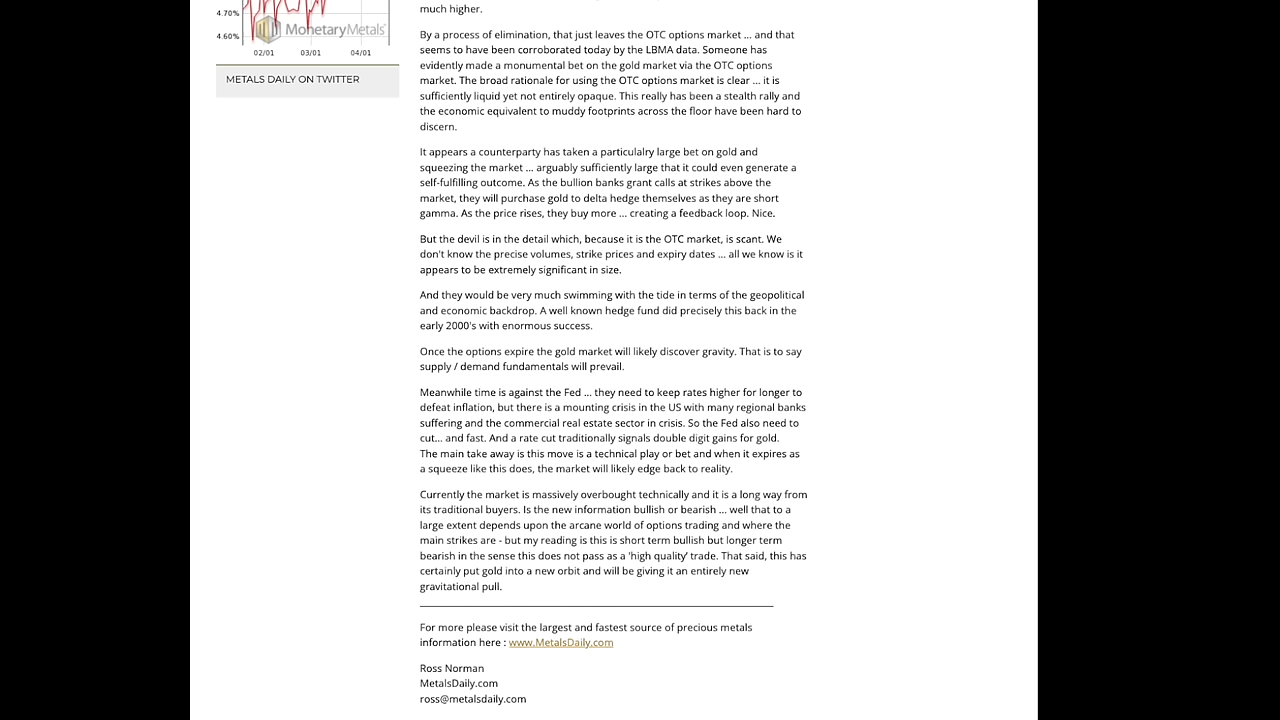 4.70%
MonetaryMetals
4.60%
02/01 03/01 04/01
METALS DAILY ON TWITTER
much higher.
By a process of elimination, that just leaves the OTC options market ... and that
seems to have been corroborated today by the LBMA data. Someone has
evidently made a monumental bet on the gold market via the OTC options
market. The broad rationale for using the OTC options market is clear ... it is
sufficiently liquid yet not entirely opaque. This really has been a stealth rally and
the economic equivalent to muddy footprints across the floor have been hard to
discern.
It appears a counterparty has taken a particulalry large bet on gold and
squeezing the market ... arguably sufficiently large that it could even generate a
self-fulfilling outcome. As the bullion banks grant calls at strikes above the
market, they will purchase gold to delta hedge themselves as they are short
gamma. As the price rises, they buy more ... creating a feedback loop. Nice.
But the devil is in the detail which, because it is the OTC market, is scant. We
don't know the precise volumes, strike prices and expiry dates ... all we know is it
appears to be extremely significant in size.
And they would be very much swimming with the tide in terms of the geopolitical
and economic backdrop. A well known hedge fund did precisely this back in the
early 2000's with enormous success.
Once the options expire the gold market will likely discover gravity. That is to say
supply / demand fundamentals will prevail.
Meanwhile time is against the Fed ... they need to keep rates higher for longer to
defeat inflation, but there is a mounting crisis in the US with many regional banks
suffering and the commercial real estate sector in crisis. So the Fed also need to
cut... and fast. And a rate cut traditionally signals double digit gains for gold.
The main take away is this move is a technical play or bet and when it expires as
a squeeze like this does, the market will likely edge back to reality.
Currently the market is massively overbought technically and it is a long way from
its traditional buyers. Is the new information bullish or bearish ... well that to a
large extent depends upon the arcane world of options trading and where the
main strikes are - but my reading is this is short term bullish but longer term
bearish in the sense this does not pass as a 'high quality' trade. That said, this has
certainly put gold into a new orbit and will be giving it an entirely new
gravitational pull.
For more please visit the largest and fastest source of precious metals
information here : www.MetalsDaily.com
Ross Norman
MetalsDaily.com
ross@metalsdaily.com